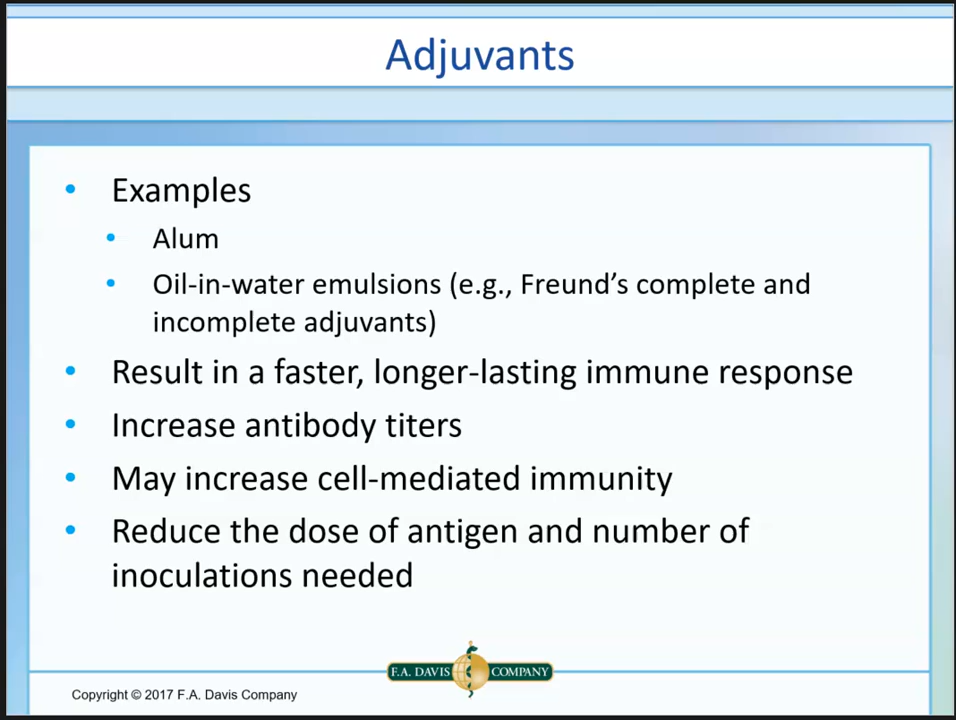 Adjuvants
• Examples
• Alum
• Oil-in-water emulsions (e.g., Freund’s complete and
incomplete adjuvants)
• Result in a faster, longer-lasting immune response
• Increase antibody titers
• May increase cell-mediated immunity
• Reduce the dose of antigen and number of
inoculations needed
F.A. DAVIS COMPANY
Copyright © 2017 F.A. Davis Company